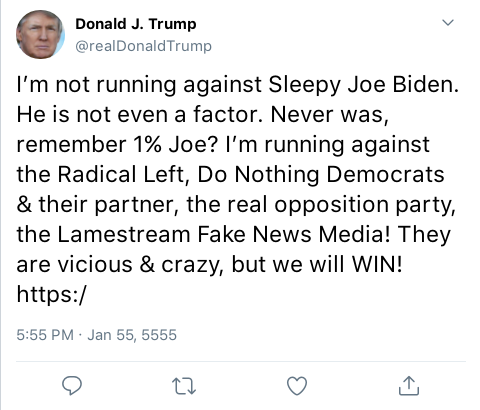 Donald J. Trump
@realDonaldTrump
I'm not running against Sleepy Joe Biden.
He is not even a factor. Never was,
remember 1% Joe? I'm running against
the Radical Left, Do Nothing Democrats
& their partner, the real opposition party,
the Lamestream Fake News Media! They
are vicious & crazy, but we will WIN!
https:/
5:55 PM · Jan 55, 5555